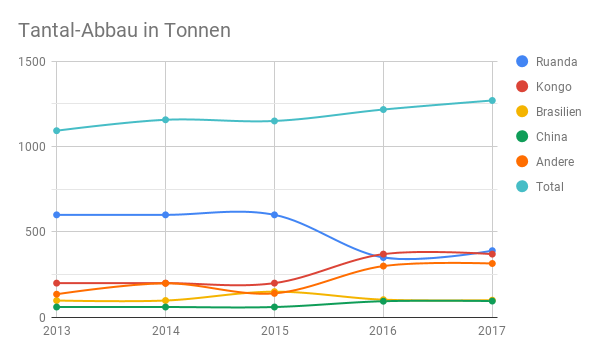 Tantal-Abbau in Tonnen
1500
1000
500
0
2013 2014 2015 2016 2017
Ruanda
Kongo
Brasilien
China
Andere
Total